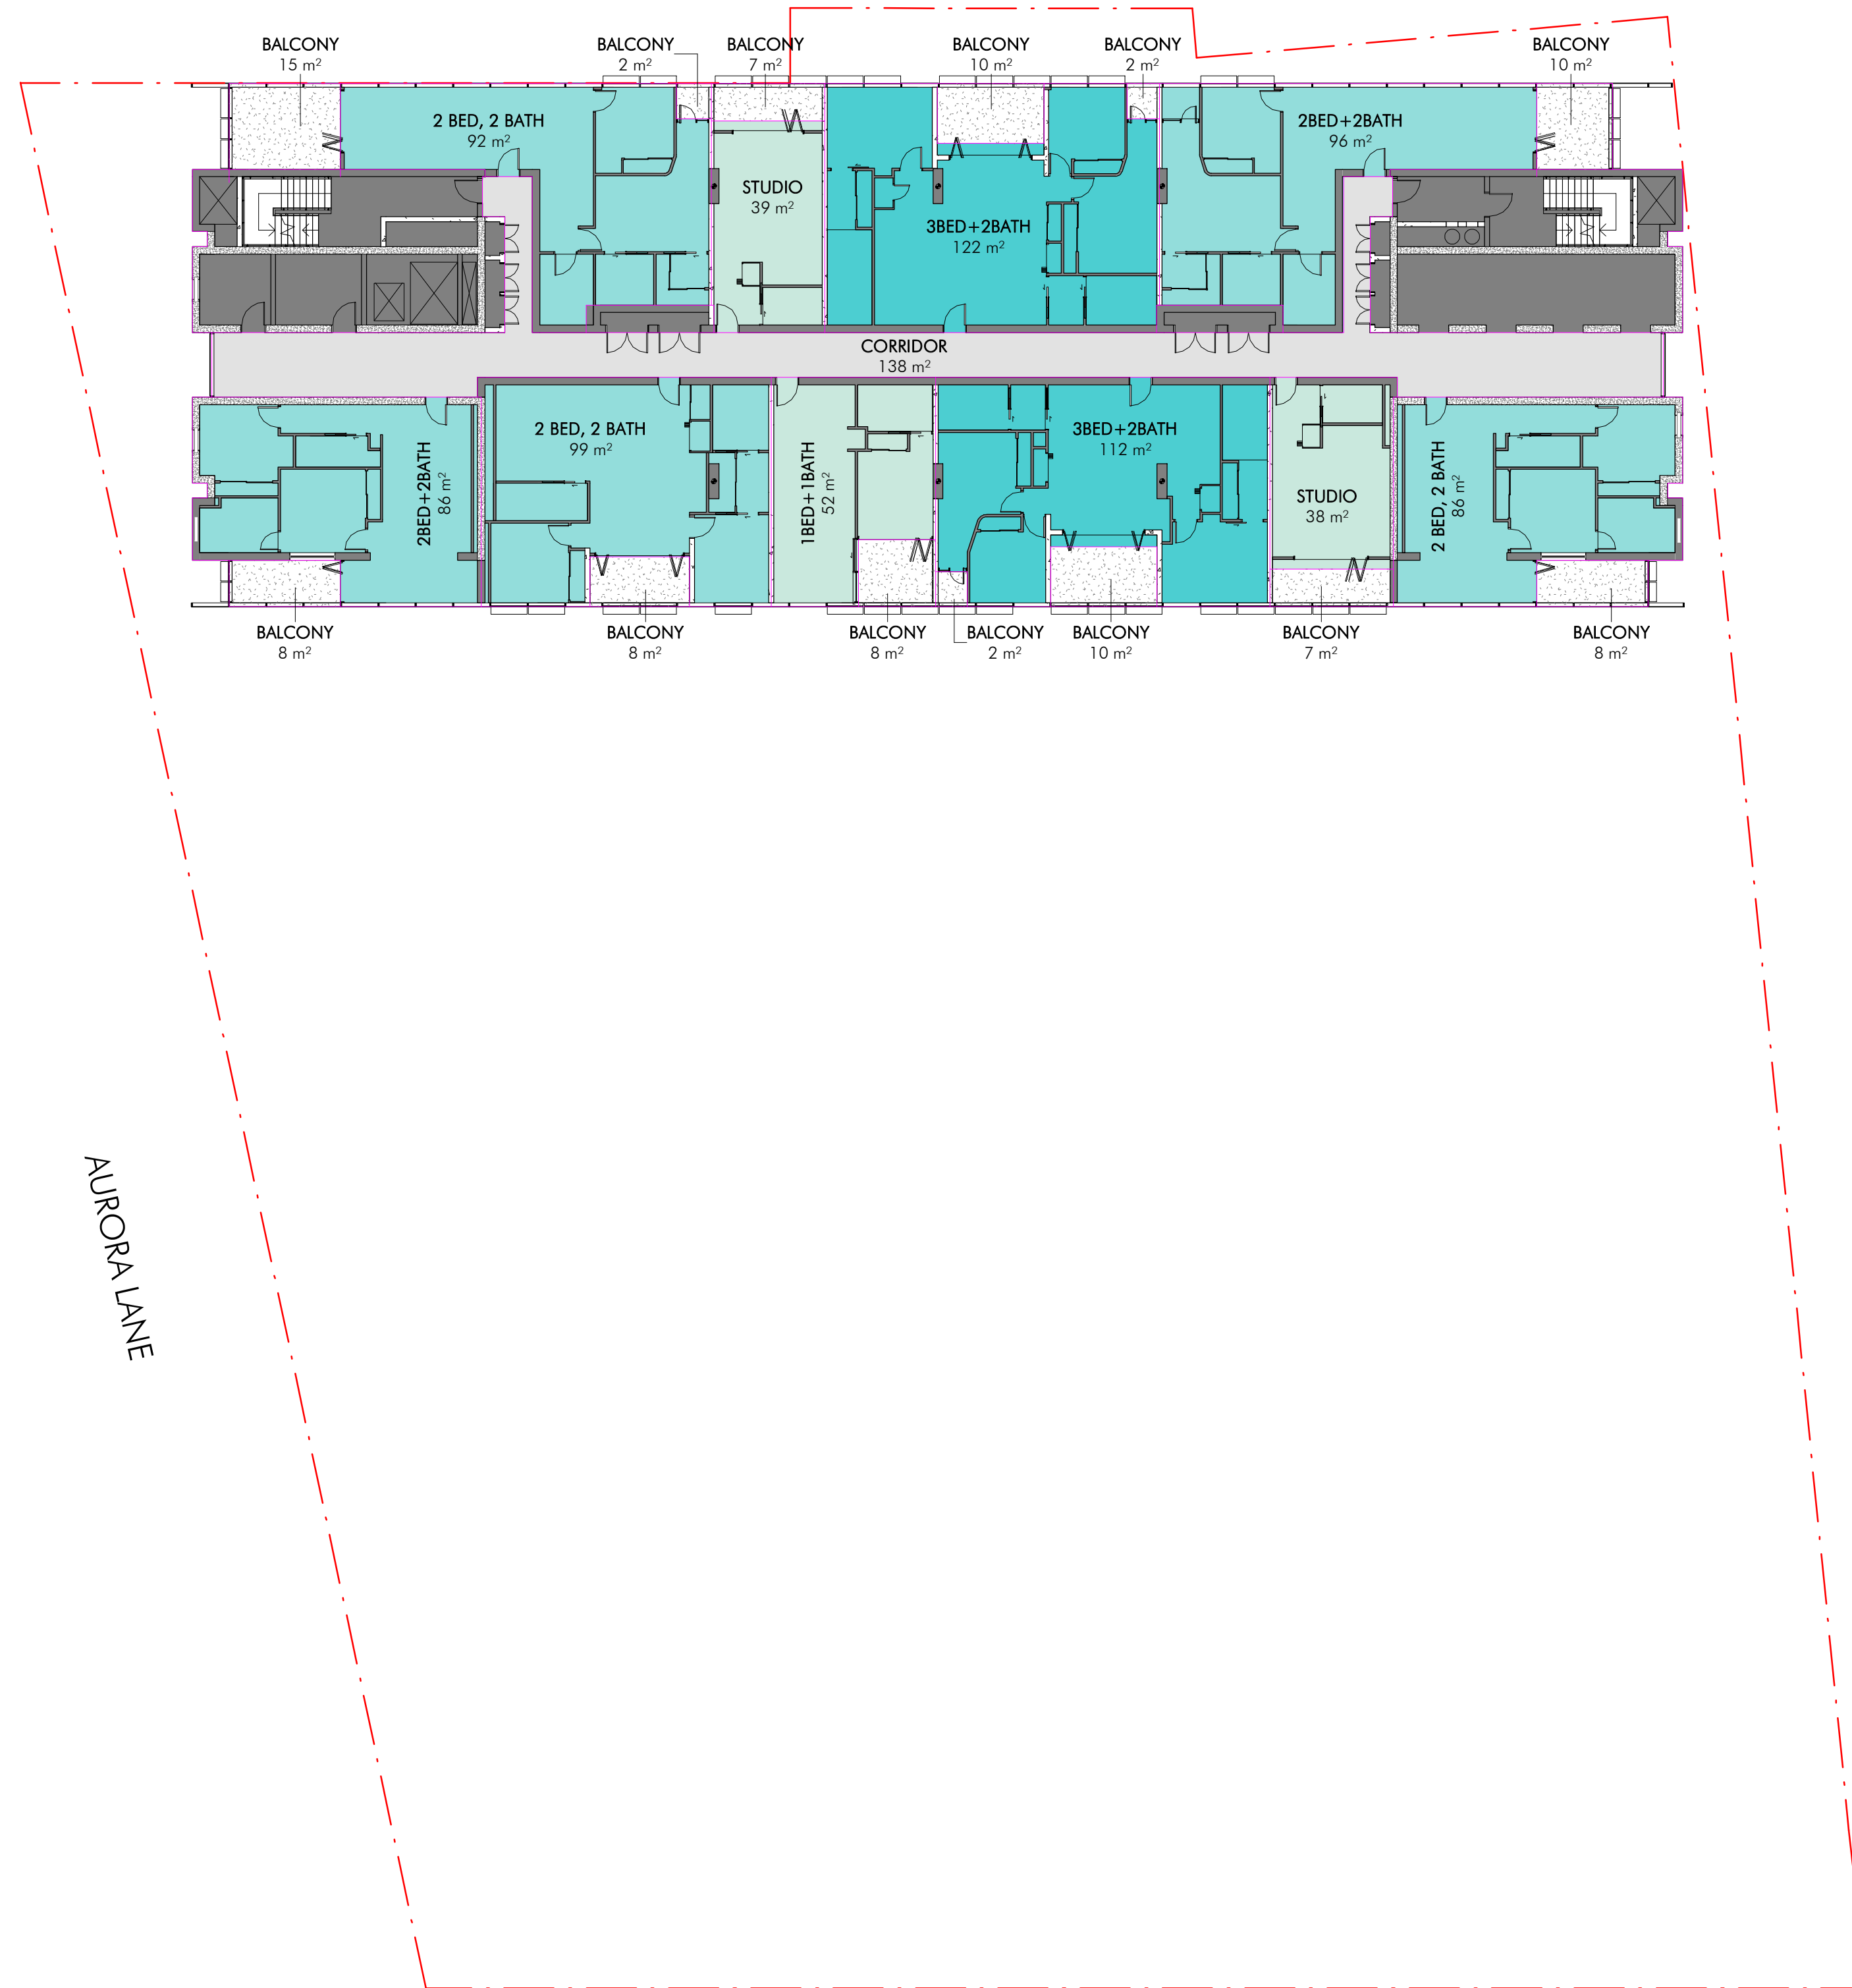 BALCONY
15 m²
BALCONY
2 m²
BALCONY
7 m²
BALCONY
10 m²
BALCONY
2 m²
BALCONY
10 m²
2 BED, 2 BATH
92 m²
STUDIO
39 m²
3BED+2BATH
122 m²
2BED+2BATH
96 m²
CORRIDOR
138 m²
2BED+2BATH
86 m²
2 BED, 2 BATH
99 m²
1BED+1BATH
52 m²
3BED+2BATH
112 m²
STUDIO
38 m²
2 BED, 2 BATH
86 m²
BALCONY
8 m²
BALCONY
8 m²
BALCONY
8 m²
BALCONY
2 m²
BALCONY
10 m²
BALCONY
7 m²
BALCONY
8 m²
AURORA LANE